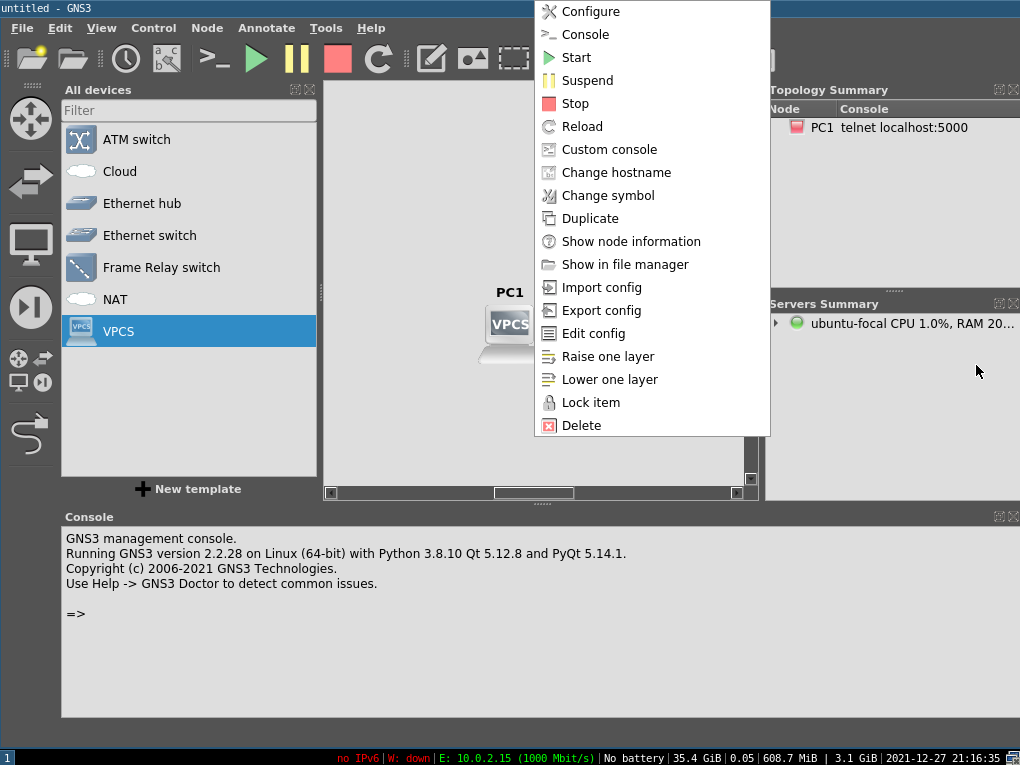 untitled - GNS3
File Edit View Control Node Annotate Tools Help
All devices
Filter
ATM switch
Cloud
Ethernet hub
Ethernet switch
Frame Relay switch
NAT
VPCS
New template
PC1
VPCS
Configure
Console
Start
Suspend
Stop
Reload
Custom console
Change hostname
Change symbol
Duplicate
Show node information
Show in file manager
Import config
Export config
Edit config
Raise one layer
Lower one layer
Lock item
Delete
Topology Summary
Node Console
PC1 telnet localhost:5000
Servers Summary
ubuntu-focal CPU 1.0%, RAM 20...
Console
GNS3 management console.
Running GNS3 version 2.2.28 on Linux (64-bit) with Python 3.8.10 Qt 5.12.8 and PyQt 5.14.1.
Copyright (c) 2006-2021 GNS3 Technologies.
Use Help -> GNS3 Doctor to detect common issues.
=>
1 no IPv6|W: down|E: 10.0.2.15 (1000 Mbit/s)|No battery|35.4 GiB|0.05|608.7 MiB | 3.1 GiB|2021-12-27 21:16:35